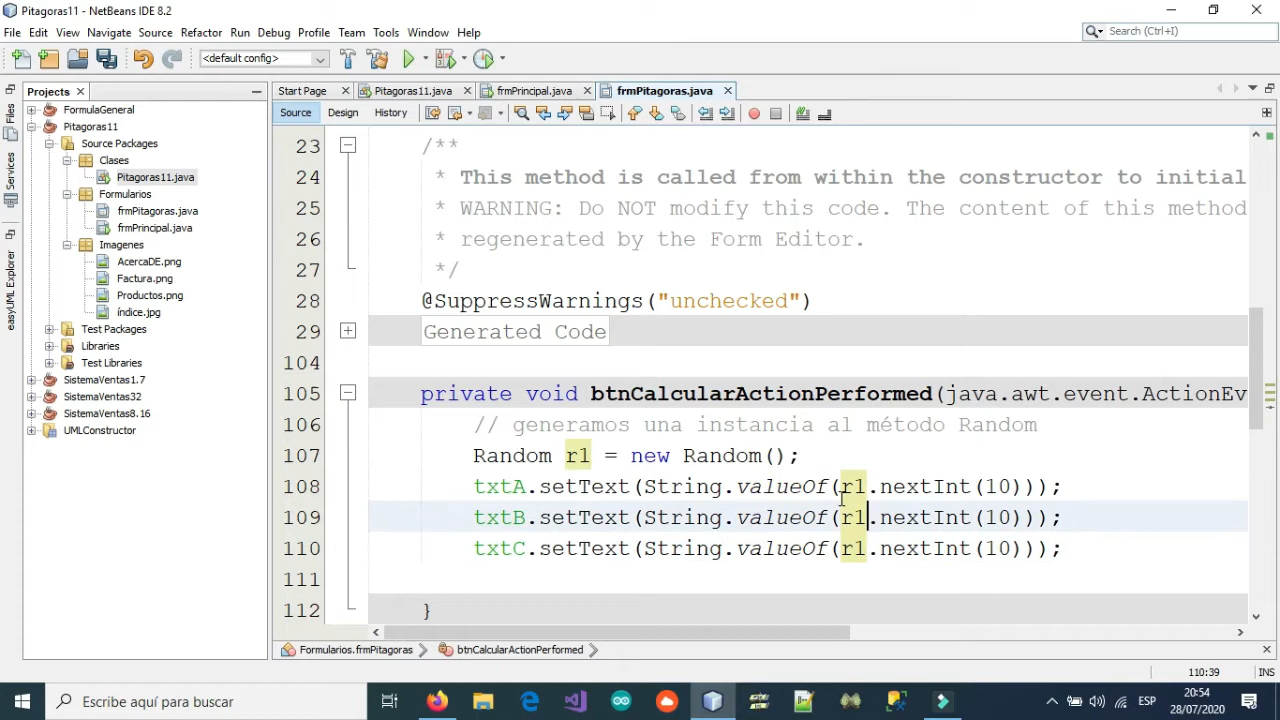 Pitagoras11 - NetBeans IDE 8.2
File Edit View Navigate Source Refactor Run Debug Profile Team Tools Window Help
Search (Ctrl+I)
<default config>
Projects
Start Page
Pitagoras11.java
frmPrincipal.java
frmPitagoras.java
Source Design History
Files
Services
easyUML Explorer
FormulaGeneral
Pitagoras11
Source Packages
Clases
Pitagoras11.java
Formularios
frmPitagoras.java
frmPrincipal.java
Imagenes
AcercaDE.png
Factura.png
Productos.png
índice.jpg
Test Packages
Libraries
Test Libraries
SistemaVentas1.7
SistemaVentas32
SistemaVentas8.16
UMLConstructor
23 /**
24 * This method is called from within the constructor to initial
25 * WARNING: Do NOT modify this code. The content of this method
26 * regenerated by the Form Editor.
27 */
28 @SuppressWarnings("unchecked")
29 Generated Code
104
105 private void btnCalcularActionPerformed(java.awt.event.ActionEv
106 // generamos una instancia al método Random
107 Random r1 = new Random();
108 txtA.setText(String.valueOf(r1.nextInt(10)));
109 txtB.setText(String.valueOf(r1.nextInt(10)));
110 txtC.setText(String.valueOf(r1.nextInt(10)));
111
112 }
Formularios.frmPitagoras
btnCalcularActionPerformed
110:39
INS
Escribe aquí para buscar
ESP
20:54
28/07/2020